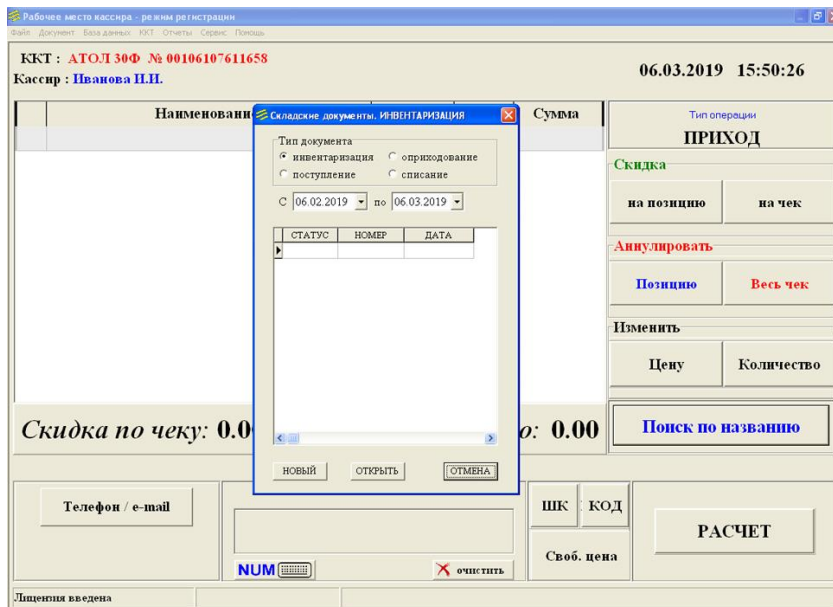 Рабочее место кассира - режим регистрации
Файл Документ База данных ККТ Отчеты Сервис Помощь
ККТ : АТОЛ 30Ф № 00106107611658
Кассир : Иванова И.И.
06.03.2019 15:50:26
Наименовани
Сумма
Складские документы. ИНВЕНТАРИЗАЦИЯ
Тип документа
инвентаризация оприходование
поступление списание
С 06.02.2019 по 06.03.2019
СТАТУС НОМЕР ДАТА
НОВЫЙ ОТКРЫТЬ ОТМЕНА
Тип операции
ПРИХОД
Скидка
на позицию на чек
Аннулировать
Позицию Весь чек
Изменить
Цену Количество
Скидка по чеку: 0.0
о: 0.00
Поиск по названию
Телефон / e-mail
NUM
очистить
ШК КОД
Своб. цена
РАСЧЕТ
Лицензия введена